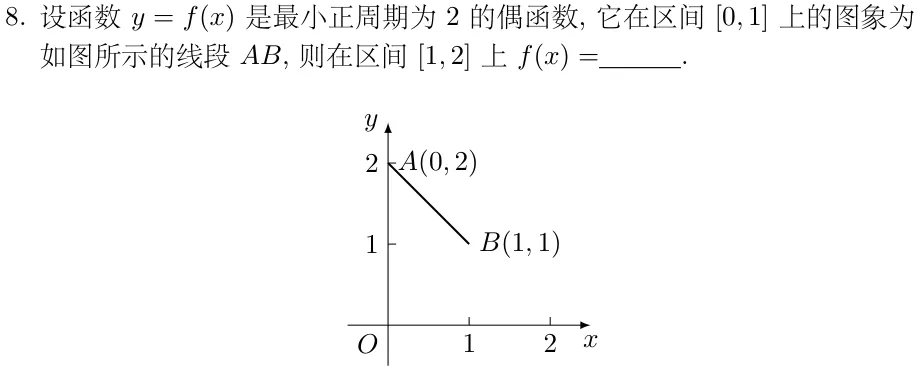 8. 设函数 y = f(x) 是最小正周期为 2 的偶函数, 它在区间 [0, 1] 上的图象为
如图所示的线段 AB, 则在区间 [1, 2] 上 f(x) =______.
y
2 A(0, 2)
1 B(1, 1)
O 1 2 x